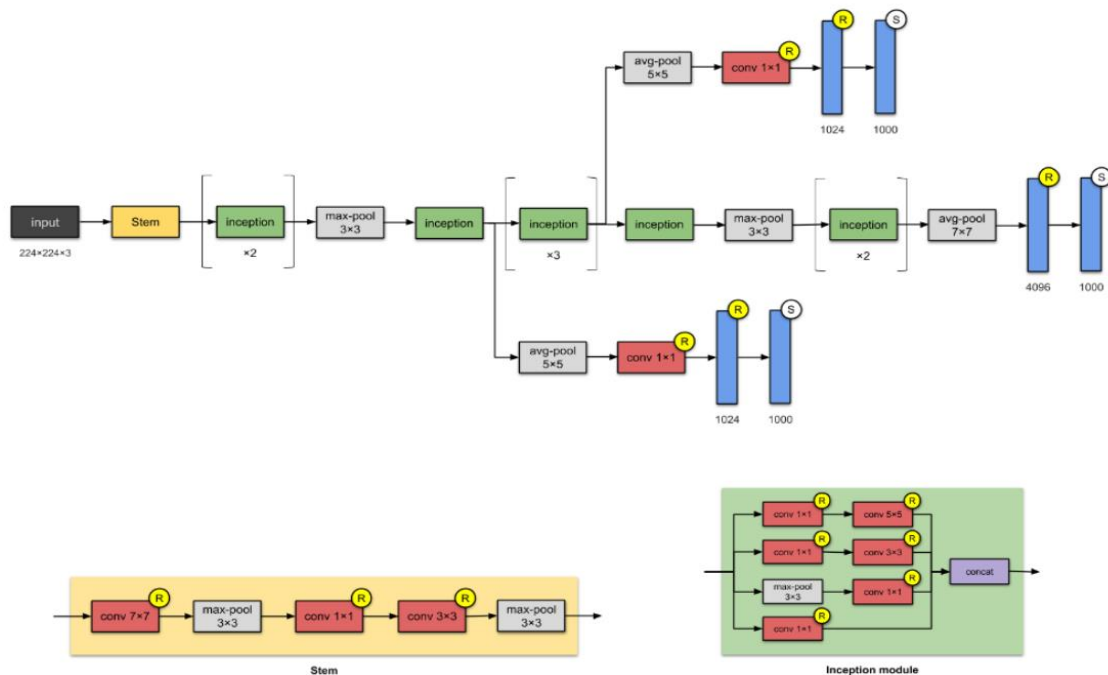 R
S
avg-pool
5×5
conv 1×1
R
1024
1000
input
224×224×3
Stem
inception
×2
max-pool
3×3
inception
inception
×3
inception
max-pool
3×3
inception
×2
avg-pool
7×7
R
S
4096
1000
avg-pool
5×5
conv 1×1
R
R
S
1024
1000
conv 7×7
R
max-pool
3×3
conv 1×1
R
conv 3×3
R
max-pool
3×3
Stem
conv 1×1
R
conv 5×5
R
conv 1×1
R
conv 3×3
R
max-pool
3×3
conv 1×1
R
conv 1×1
R
concat
Inception module